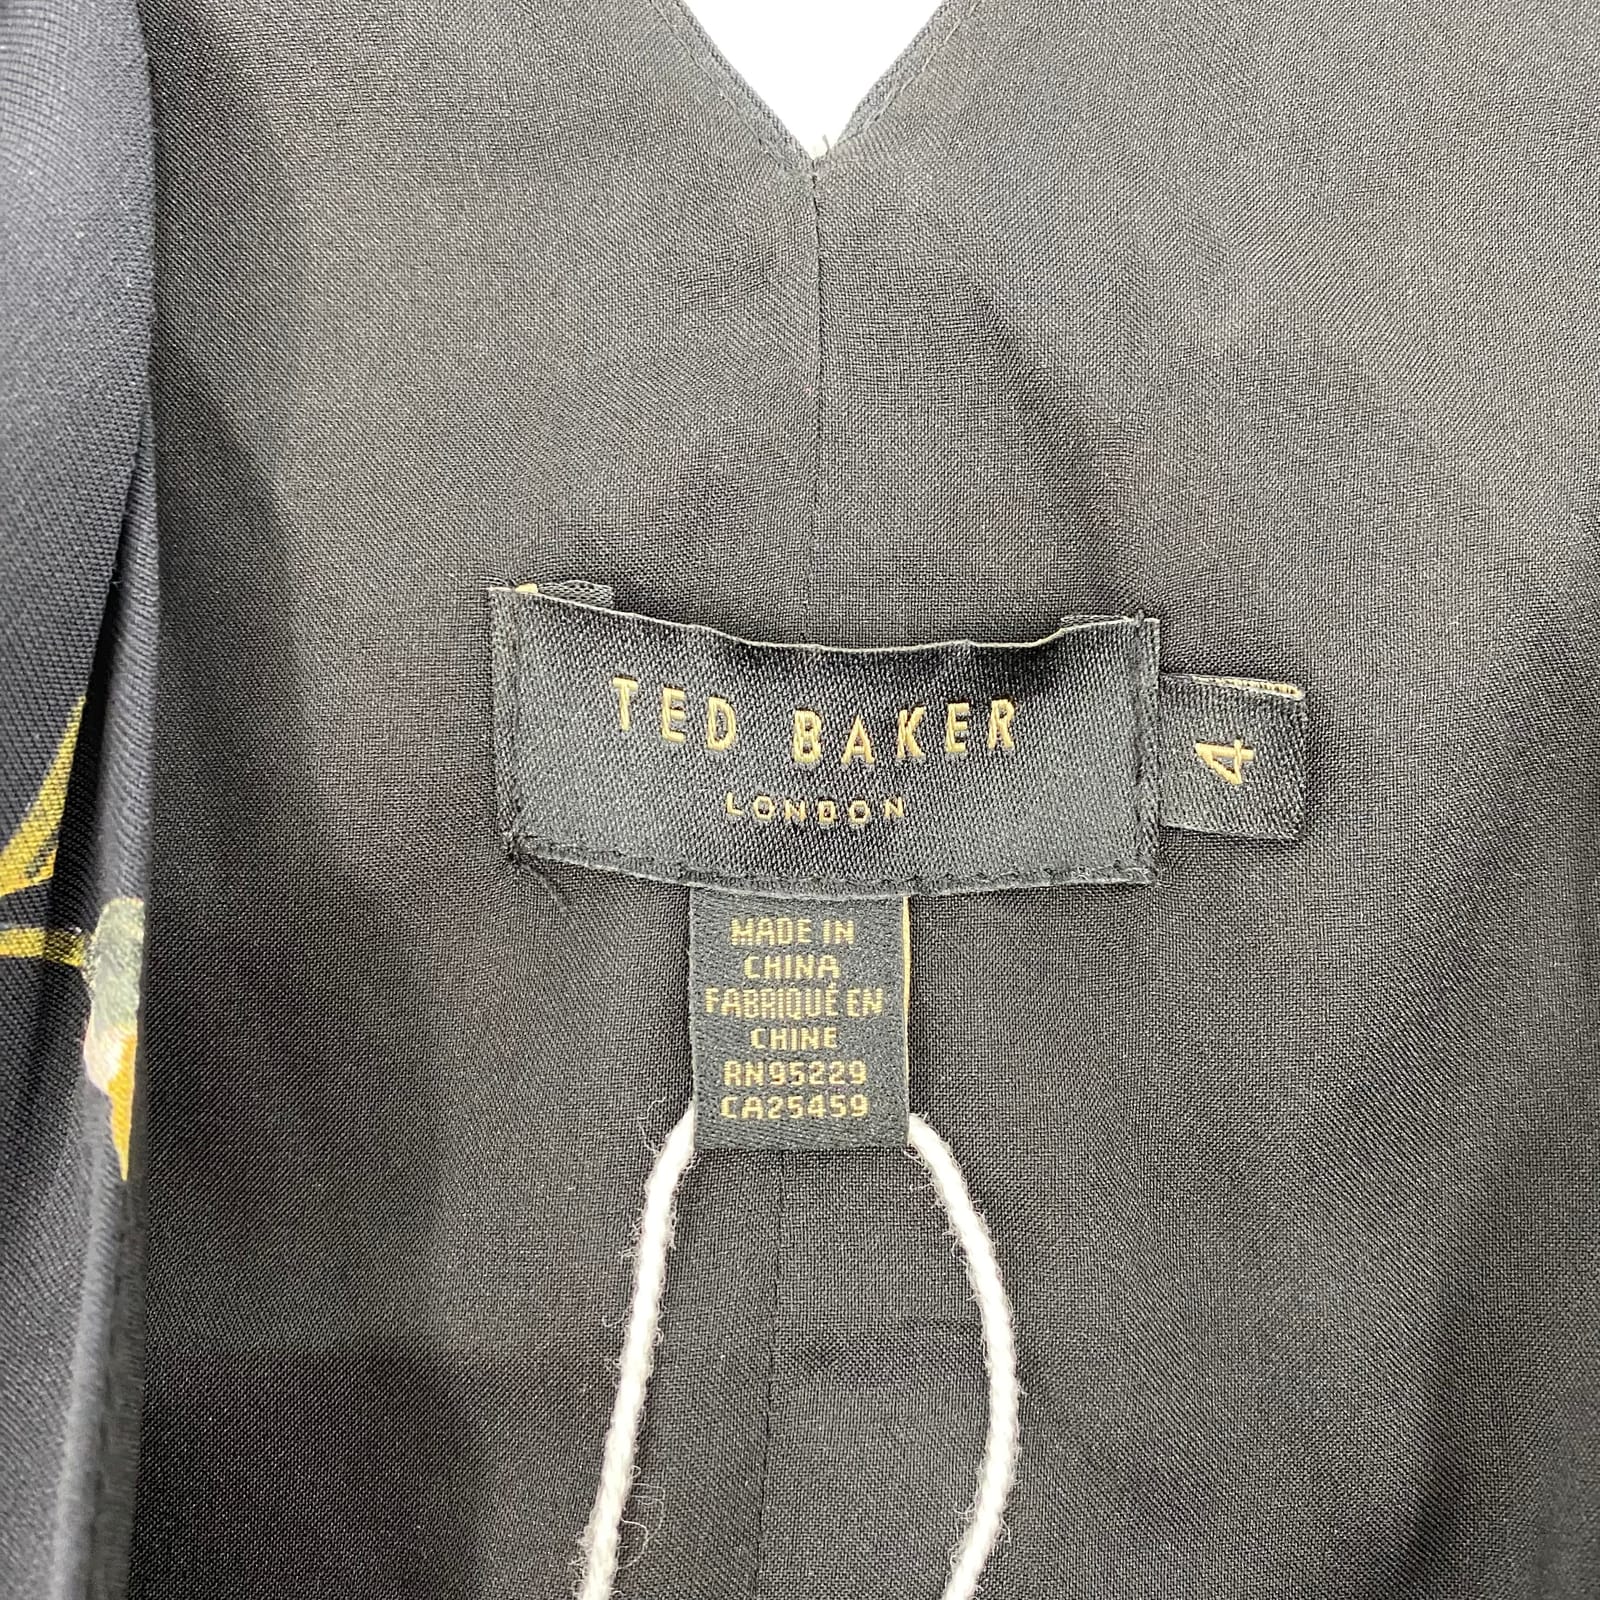 TED BAKER
LONDON
4
MADE IN
CHINA
FABRIQUÉ EN
CHINE
RN95229
CA25459